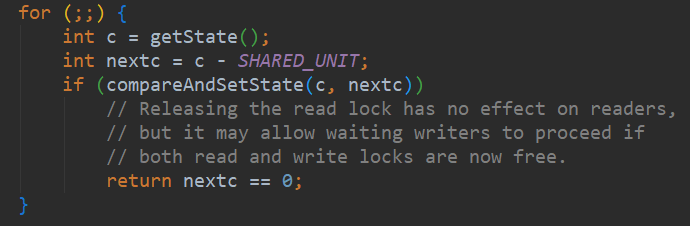 for (;;) {
    int c = getState();
    int nextc = c - SHARED_UNIT;
    if (compareAndSetState(c, nextc))
        // Releasing the read lock has no effect on readers,
        // but it may allow waiting writers to proceed if
        // both read and write locks are now free.
        return nextc == 0;
}